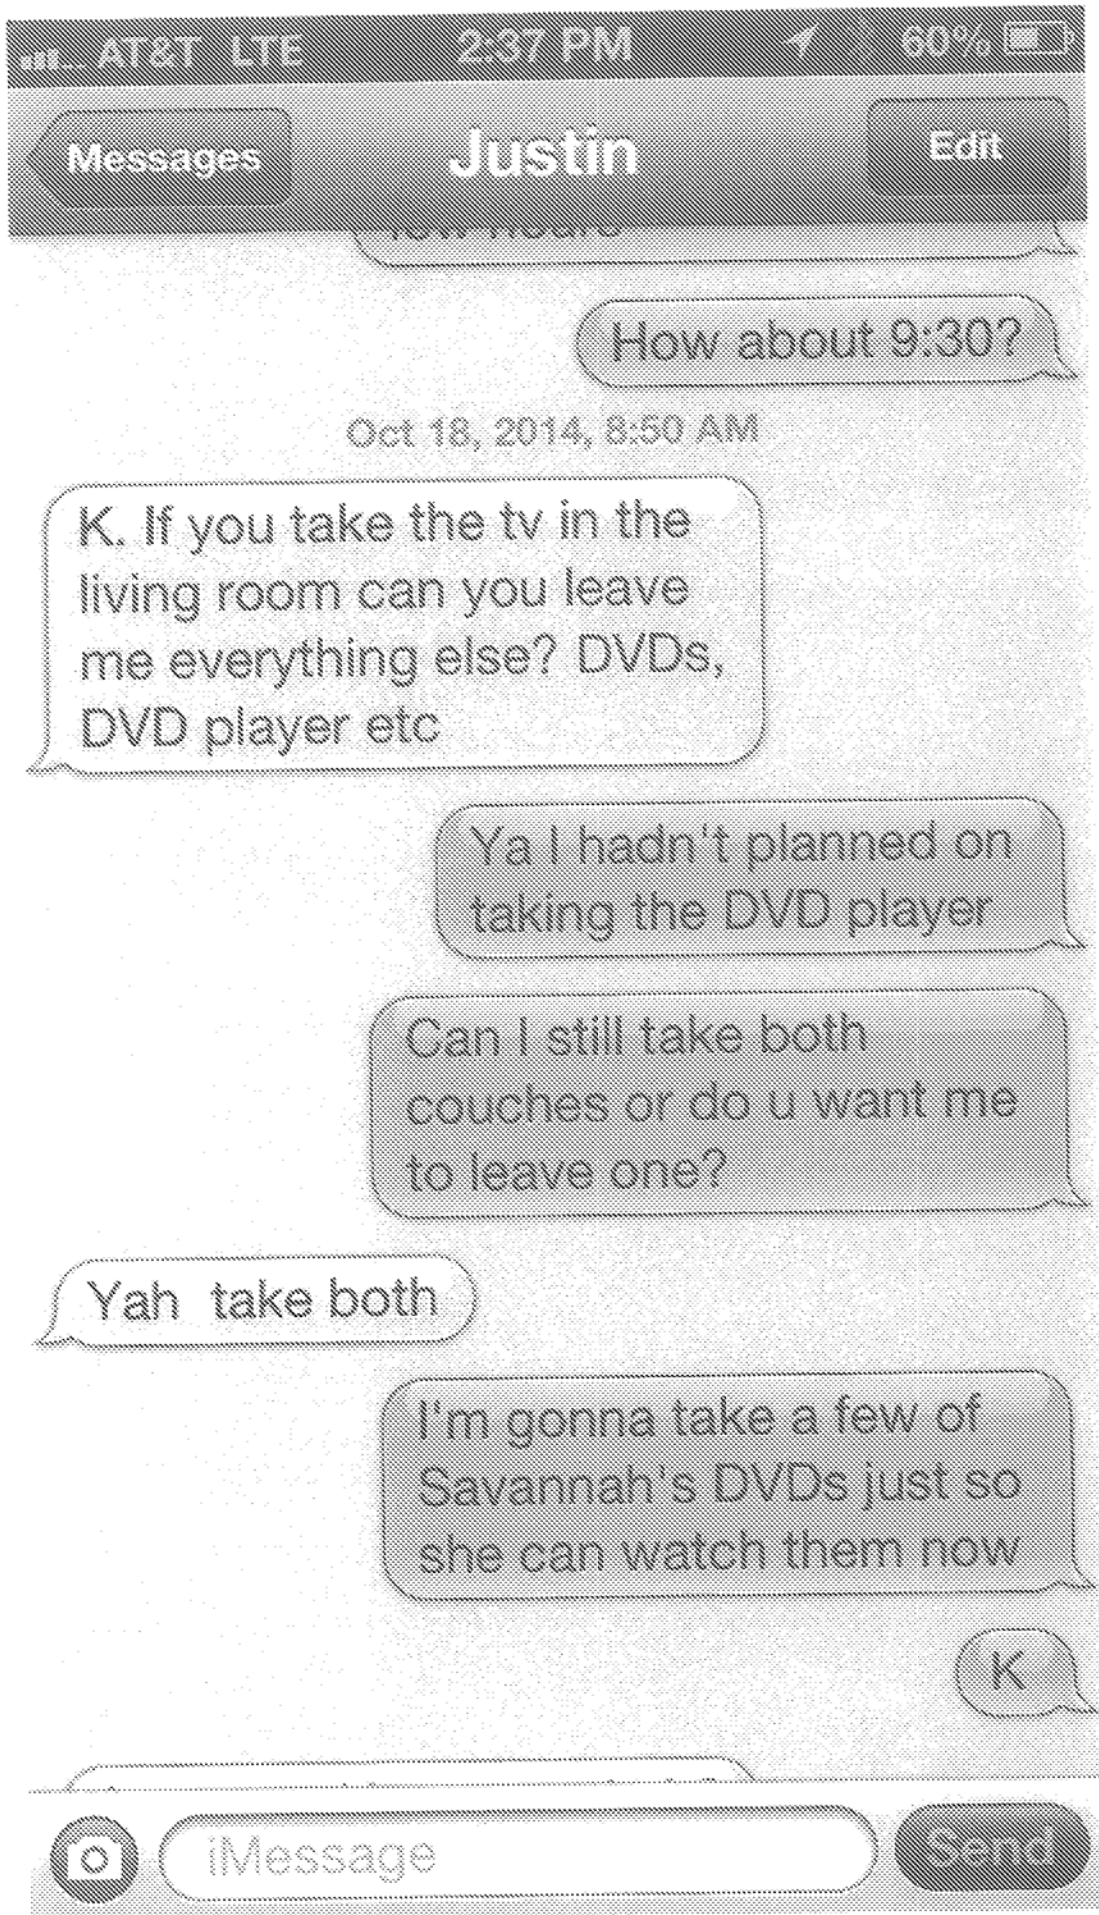 AT&T LTE 2:37 PM 60%
Messages Justin Edit
few hours
How about 9:30?
Oct 18, 2014, 8:50 AM
K. If you take the tv in the
living room can you leave
me everything else? DVDs,
DVD player etc
Ya I hadn't planned on
taking the DVD player
Can I still take both
couches or do u want me
to leave one?
Yah take both
I'm gonna take a few of
Savannah's DVDs just so
she can watch them now
K
iMessage Send